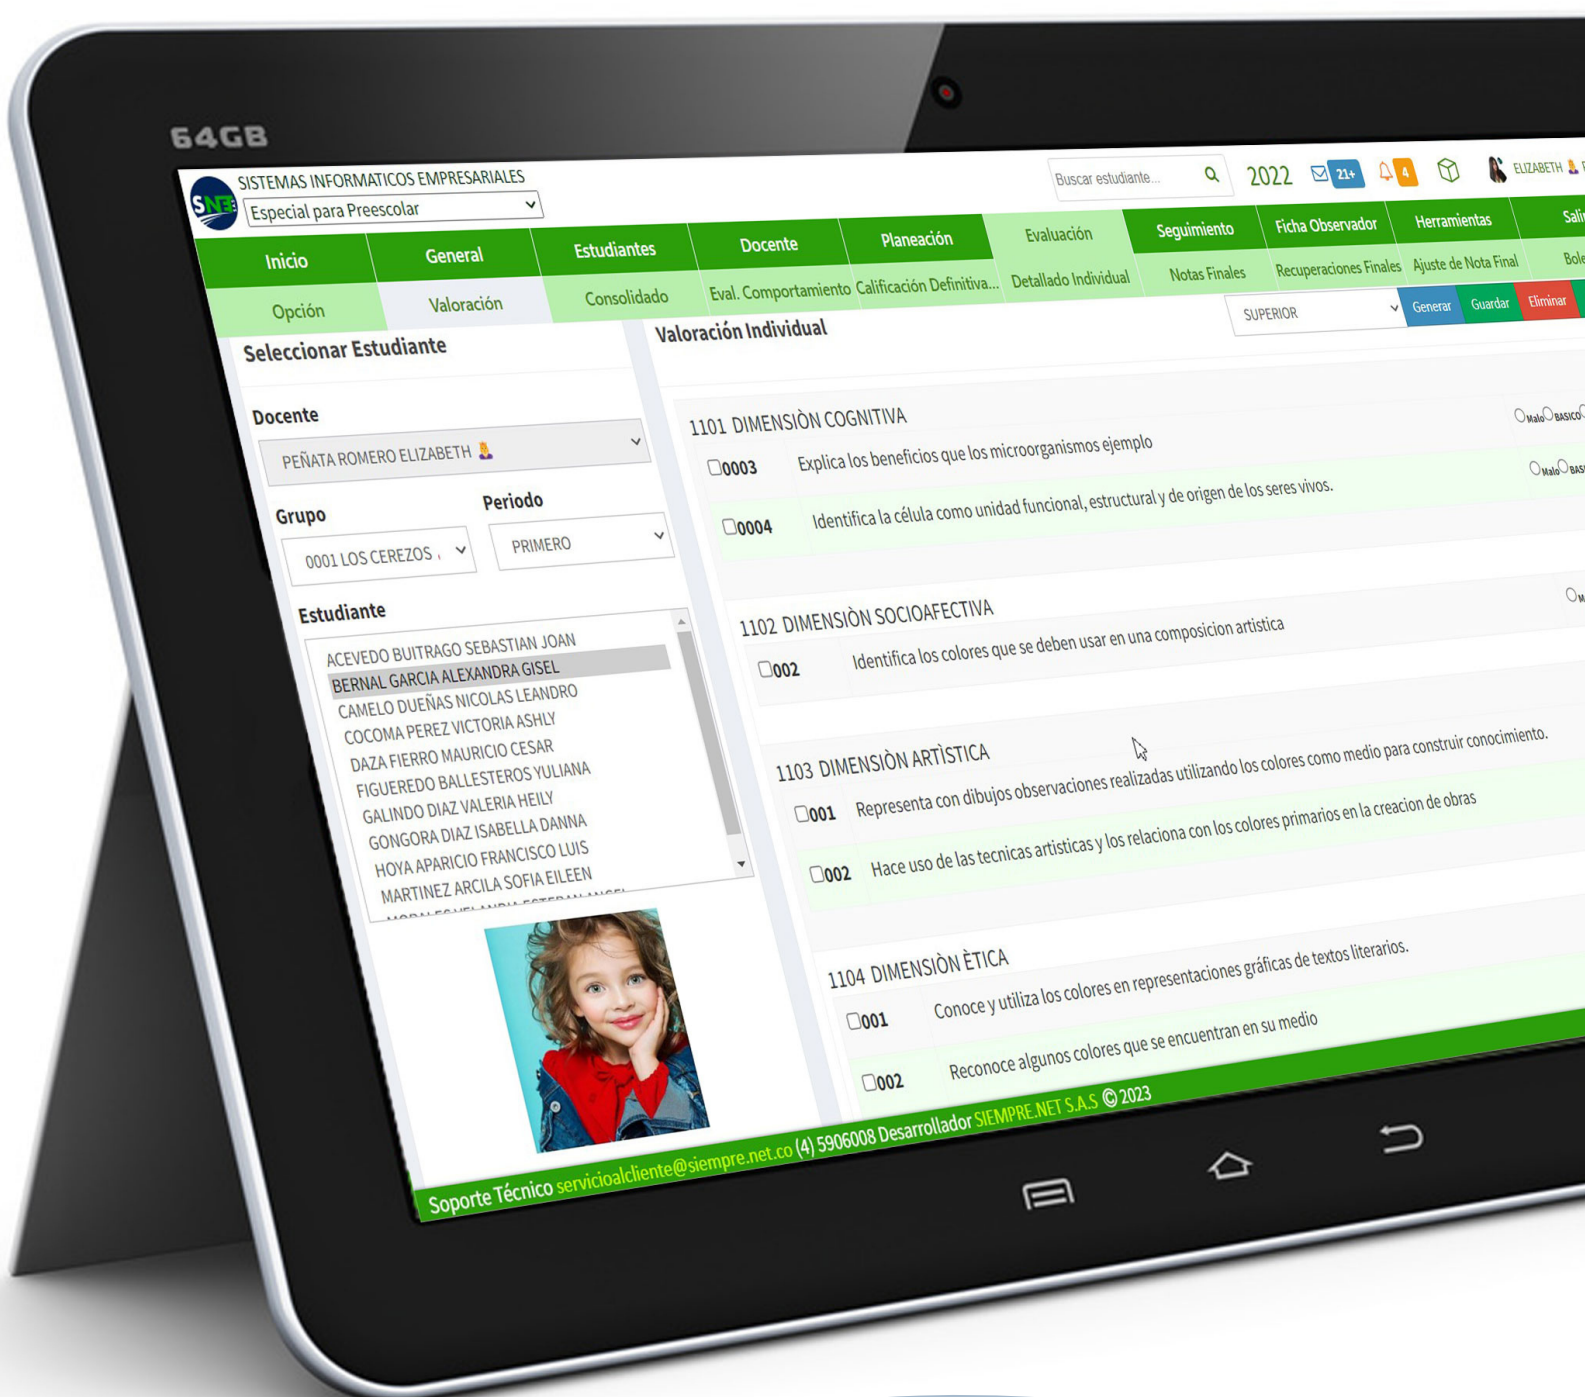 64GB
SISTEMAS INFORMATICOS EMPRESARIALES
SNE
Especial para Preescolar
Buscar estudiante...
2022
21+
4
ELIZABETH
Inicio General Estudiantes Docente Planeación Evaluación Seguimiento Ficha Observador Herramientas
Opción Valoración Consolidado Eval. Comportamiento Calificación Definitiva... Detallado Individual Notas Finales Recuperaciones Finales Ajuste de Nota Final
Seleccionar Estudiante
Docente
PEÑATA ROMERO ELIZABETH
Grupo Periodo
0001 LOS CEREZOS PRIMERO
Estudiante
ACEVEDO BUITRAGO SEBASTIAN JOAN
BERNAL GARCIA ALEXANDRA GISEL
CAMELO DUEÑAS NICOLAS LEANDRO
COCOMA PEREZ VICTORIA ASHLY
DAZA FIERRO MAURICIO CESAR
FIGUEREDO BALLESTEROS YULIANA
GALINDO DIAZ VALERIA HEILY
GONGORA DIAZ ISABELLA DANNA
HOYA APARICIO FRANCISCO LUIS
MARTINEZ ARCILA SOFIA EILEEN
Valoración Individual
SUPERIOR Generar Guardar Eliminar
1101 DIMENSIÒN COGNITIVA
0003 Explica los beneficios que los microorganismos ejemplo Malo BASICO
0004 Identifica la célula como unidad funcional, estructural y de origen de los seres vivos. Malo
1102 DIMENSIÒN SOCIOAFECTIVA
002 Identifica los colores que se deben usar en una composicion artistica
1103 DIMENSIÒN ARTÌSTICA
001 Representa con dibujos observaciones realizadas utilizando los colores como medio para construir conocimiento.
002 Hace uso de las tecnicas artisticas y los relaciona con los colores primarios en la creacion de obras
1104 DIMENSIÒN ÈTICA
001 Conoce y utiliza los colores en representaciones gráficas de textos literarios.
002 Reconoce algunos colores que se encuentran en su medio
Soporte Técnico servicioalcliente@siempre.net.co (4) 5906008 Desarrollador SIEMPRE.NET S.A.S © 2023